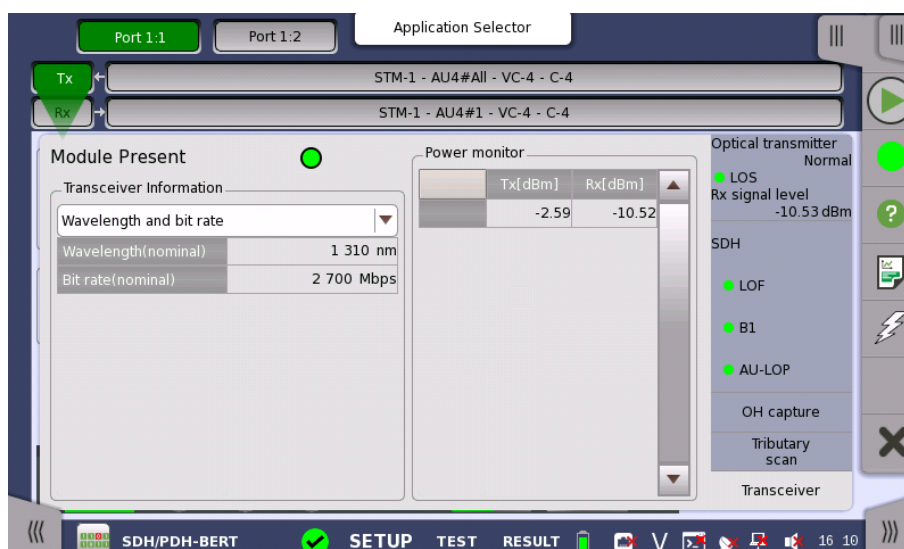 Port 1:1
Port 1:2
Application Selector
Tx
STM-1 - AU4#All - VC-4 - C-4
Rx
STM-1 - AU4#1 - VC-4 - C-4
Module Present
Transceiver Information
Wavelength and bit rate
Wavelength(nominal) 1 310 nm
Bit rate(nominal) 2 700 Mbps
Power monitor
Tx[dBm] Rx[dBm]
-2.59 -10.52
Optical transmitter
Normal
LOS
Rx signal level
-10.53 dBm
SDH
LOF
B1
AU-LOP
OH capture
Tributary
scan
Transceiver
SDH/PDH-BERT SETUP TEST RESULT 16 10